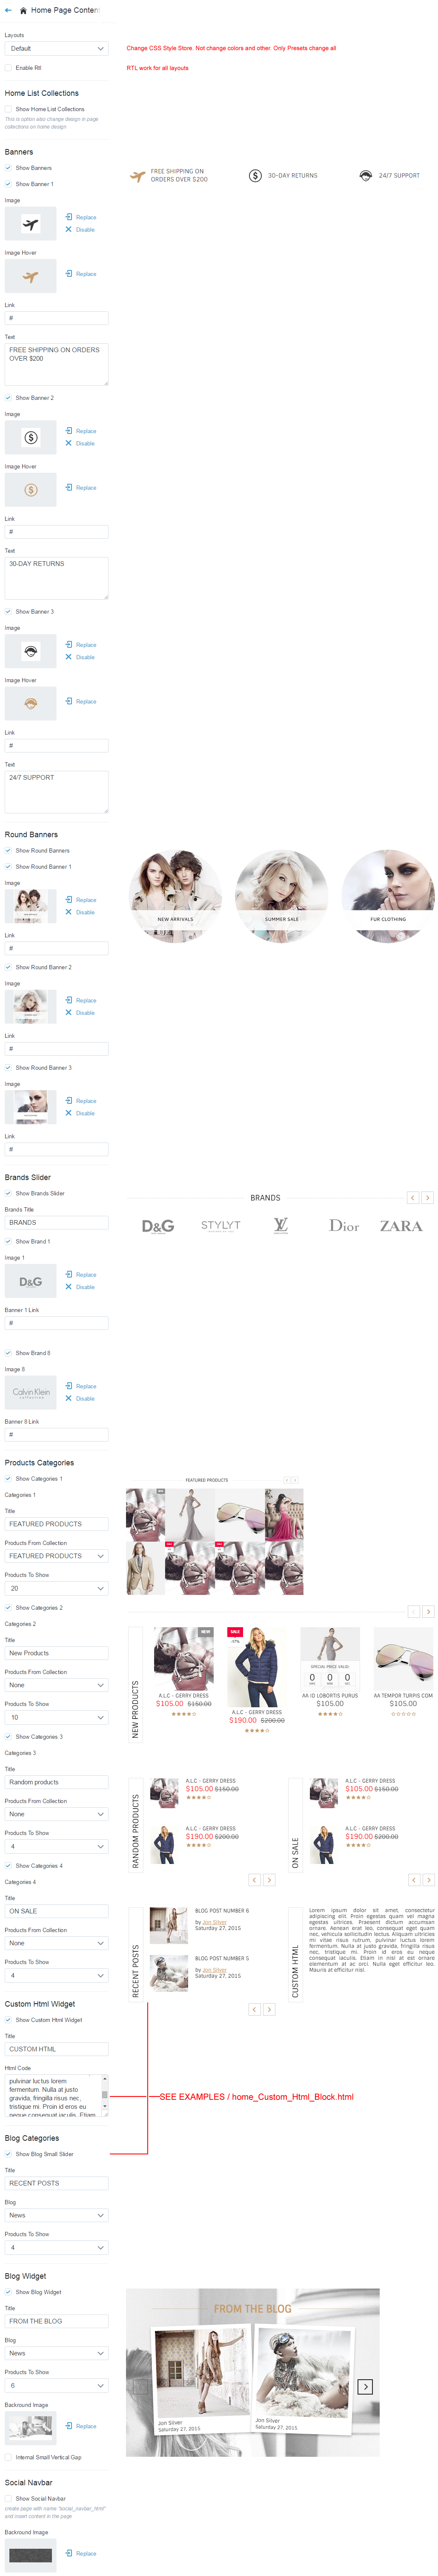 Home Page Content
Layouts
Default
Enable Rtl
Change CSS Style Store. Not change colors and other. Only Presets change all
RTL work for all layouts
Home List Collections
Show Home List Collections
This is option also change design in page
collections on home design
Banners
Show Banners
Show Banner 1
Image
Replace
Disable
Image Hover
Replace
Link
#
Text
FREE SHIPPING ON ORDERS
OVER $200
FREE SHIPPING ON
ORDERS OVER $200
30-DAY RETURNS
24/7 SUPPORT
Show Banner 2
Image
Replace
Disable
Image Hover
Replace
Link
#
Text
30-DAY RETURNS
Show Banner 3
Image
Replace
Disable
Image Hover
Replace
Link
#
Text
24/7 SUPPORT
Round Banners
Show Round Banners
Show Round Banner 1
Image
Replace
Disable
Link
#
NEW ARRIVALS
SUMMER SALE
FUR CLOTHING
Show Round Banner 2
Image
Replace
Disable
Link
#
Show Round Banner 3
Image
Replace
Disable
Link
#
Brands Slider
Show Brands Slider
Brands Title
BRANDS
Show Brand 1
Image 1
D&G
Replace
Disable
Banner 1 Link
#
BRANDS
D&G
STYLYT
LV
Dior
ZARA
Show Brand 8
Image 8
Calvin Klein
Replace
Disable
Banner 8 Link
#
Products Categories
Show Categories 1
Categories 1
Title
FEATURED PRODUCTS
Products From Collection
FEATURED PRODUCTS
Products To Show
20
FEATURED PRODUCTS
Show Categories 2
Categories 2
Title
New Products
Products From Collection
None
Products To Show
10
NEW PRODUCTS
NEW
A.L.C - GERRY DRESS
$105.00 $150.00
SALE
-17%
A.L.C - GERRY DRESS
$190.00 $200.00
SPECIAL PRICE VALID:
0 0 0
AA ID LOBORTIS PURUS
$105.00
AA TEMPOR TURPIS COM
$105.00
Show Categories 3
Categories 3
Title
Random products
Products From Collection
None
Products To Show
4
RANDOM PRODUCTS
A.L.C - GERRY DRESS
$105.00 $150.00
A.L.C - GERRY DRESS
$190.00 $200.00
ON SALE
A.L.C - GERRY DRESS
$105.00 $150.00
A.L.C - GERRY DRESS
$190.00 $200.00
Show Categories 4
Categories 4
Title
ON SALE
Products From Collection
None
Products To Show
4
RECENT POSTS
BLOG POST NUMBER 6
by Jon Silver
Saturday 27, 2015
BLOG POST NUMBER 5
by Jon Silver
Saturday 27, 2015
CUSTOM HTML
Lorem ipsum dolor sit amet, consectetur
adipiscing elit. Proin egestas quam vel magna
egestas ultrices. Praesent dictum accumsan
ornare. Aenean erat leo, consequat eget quam
nec, vehicula sollicitudin lectus. Aliquam ultricies
mi vitae risus rutrum, pulvinar luctus lorem
fermentum. Nulla at justo gravida, fringilla risus
nec, tristique mi. Proin id eros eu neque
consequat iaculis. Etiam in nisl at est ornare
elementum at ac orci. Nulla eget efficitur leo.
Mauris at efficitur nisl.
Custom Html Widget
Show Custom Html Widget
Title
CUSTOM HTML
Html Code
pulvinar luctus lorem
fermentum. Nulla at justo
gravida, fringilla risus nec,
tristique mi. Proin id eros eu
neque consequat iaculis. Etiam
SEE EXAMPLES / home_Custom_Html_Block.html
Blog Categories
Show Blog Small Slider
Title
RECENT POSTS
Blog
News
Products To Show
4
Blog Widget
Show Blog Widget
Title
FROM THE BLOG
Blog
News
Products To Show
6
Backround Image
Replace
Internal Small Vertical Gap
FROM THE BLOG
Jon Silver
Saturday 27, 2015
Jon Silver
Saturday 27, 2015
Social Navbar
Show Social Navbar
create page with name "social_navbar_html"
and insert content in the page
Backround Image
Replace